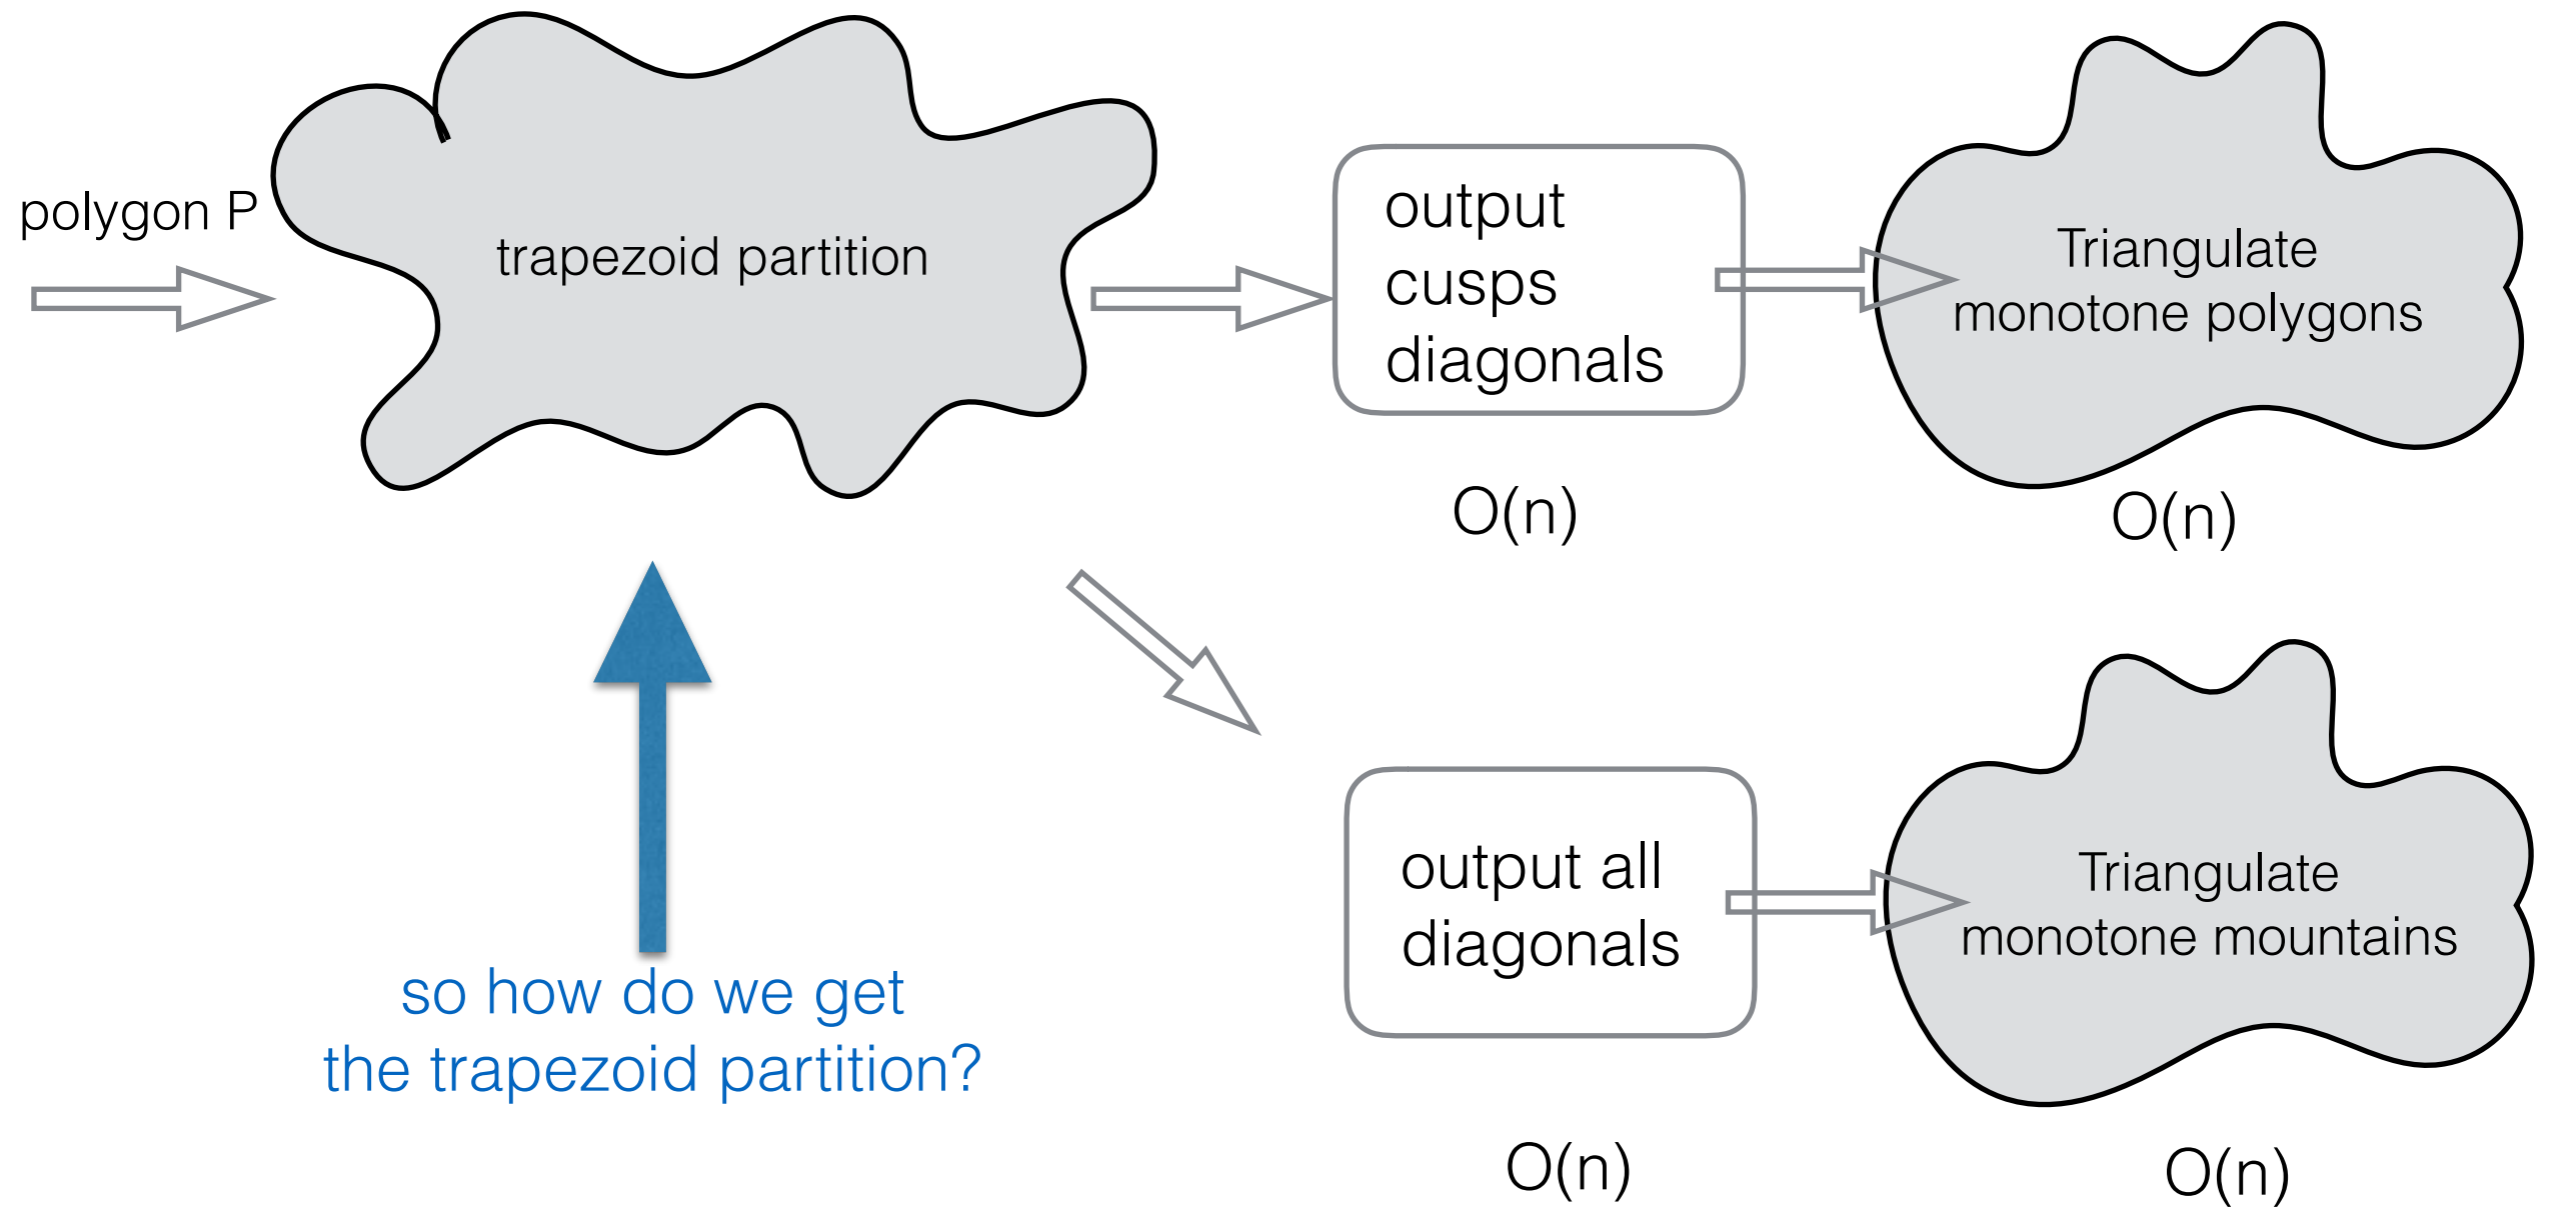 polygon P
trapezoid partition
output
cusps
diagonals
O(n)
Triangulate
monotone polygons
O(n)
so how do we get
the trapezoid partition?
output all
diagonals
O(n)
Triangulate
monotone mountains
O(n)